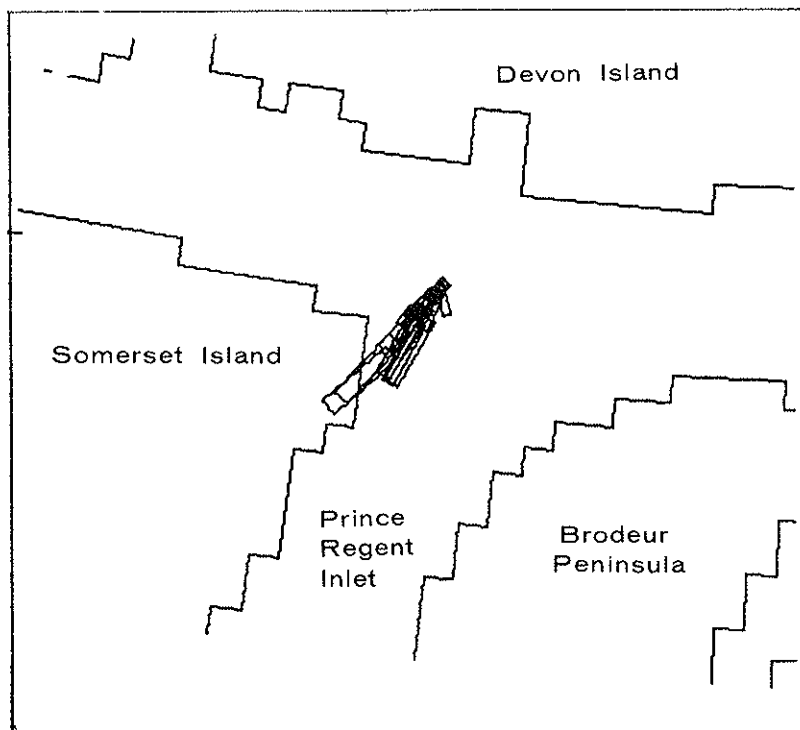 Devon Island
Somerset Island
Prince
Regent
Inlet
Brodeur
Peninsula